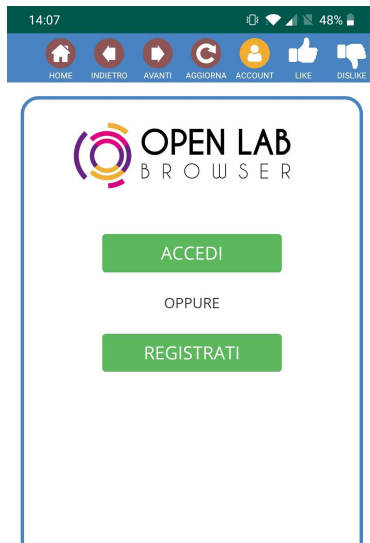 14:07
48%
HOME INDIETRO AVANTI AGGIORNA ACCOUNT LIKE DISLIKE
OPEN LAB
BROWSER
ACCEDI
OPPURE
REGISTRATI